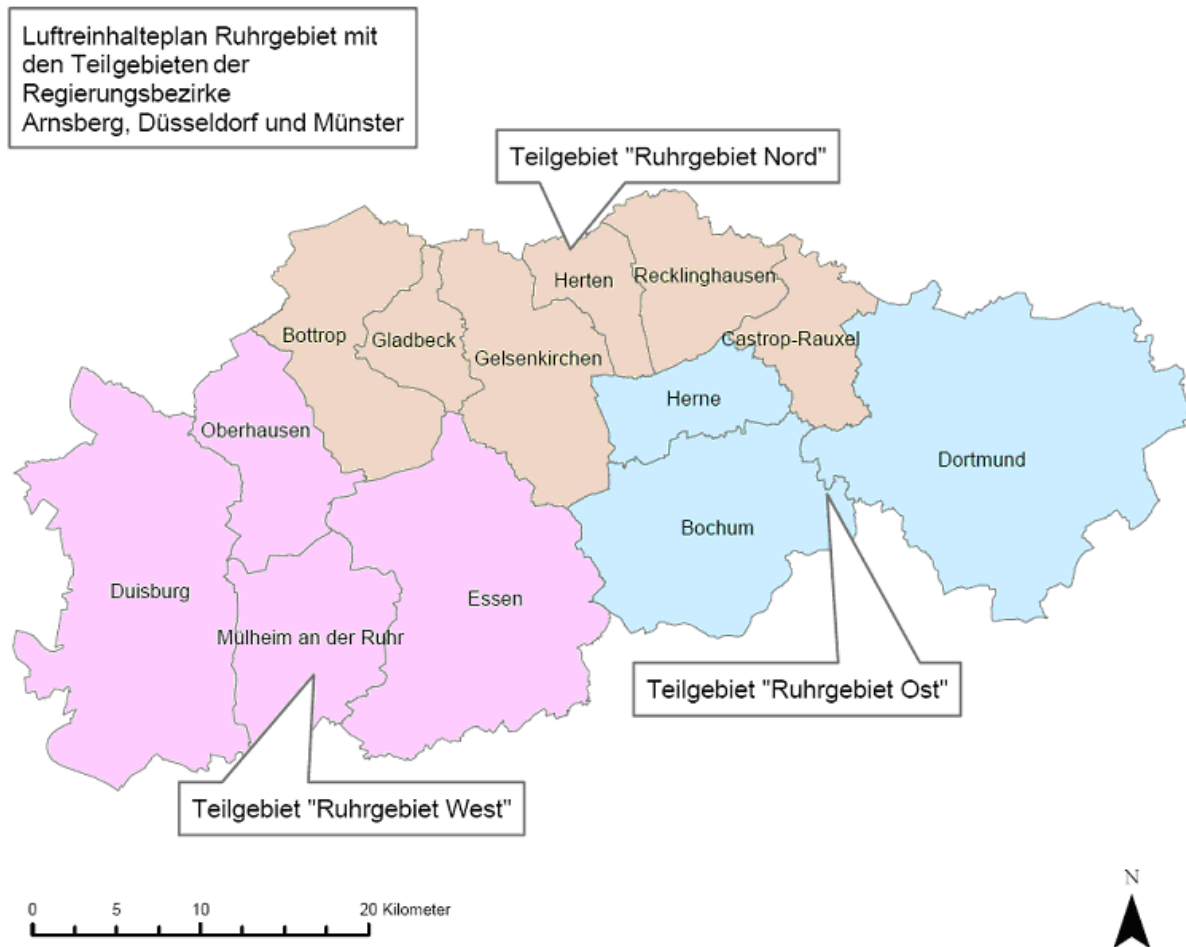 Luftreinhalteplan Ruhrgebiet mit
den Teilgebieten der
Regierungsbezirke
Arnsberg, Düsseldorf und Münster
Teilgebiet "Ruhrgebiet Nord"
Herten
Recklinghausen
Bottrop
Gladbeck
Gelsenkirchen
Castrop-Rauxel
Herne
Oberhausen
Dortmund
Bochum
Duisburg
Essen
Mülheim an der Ruhr
Teilgebiet "Ruhrgebiet Ost"
Teilgebiet "Ruhrgebiet West"
0 5 10 20 Kilometer
N